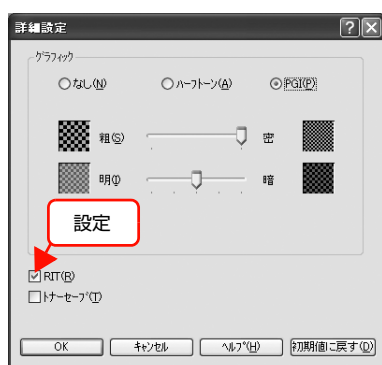 詳細設定
グラフィック
なし(N) ハーフトーン(A) PGI(P)
粗(S) 密
明(I) 暗
設定
RIT(R)
トナーセーブ(T)
OK キャンセル ヘルプ(H) 初期値に戻す(D)